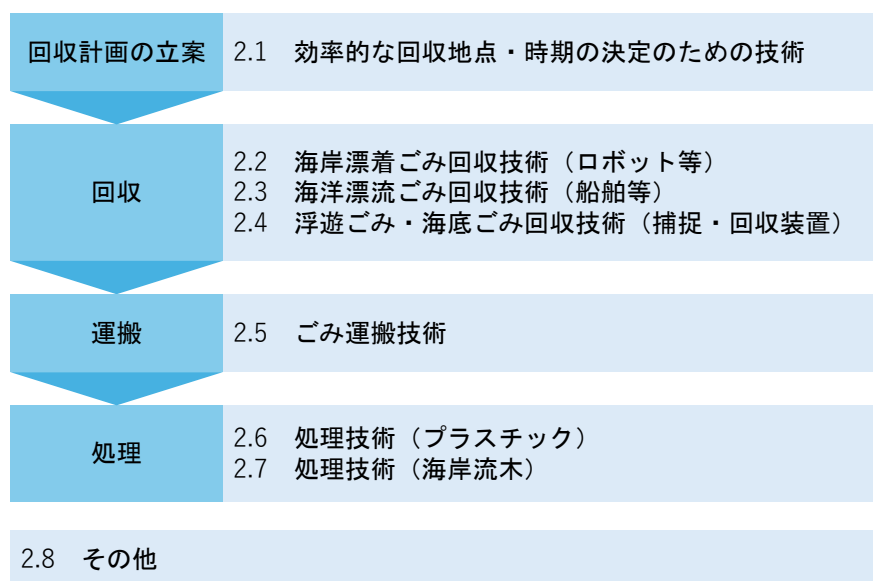 回収計画の立案
2.1 効率的な回収地点・時期の決定のための技術
回収
2.2 海岸漂着ごみ回収技術（ロボット等）
2.3 海洋漂流ごみ回収技術（船舶等）
2.4 浮遊ごみ・海底ごみ回収技術（捕捉・回収装置）
運搬
2.5 ごみ運搬技術
処理
2.6 処理技術（プラスチック）
2.7 処理技術（海岸流木）
2.8 その他